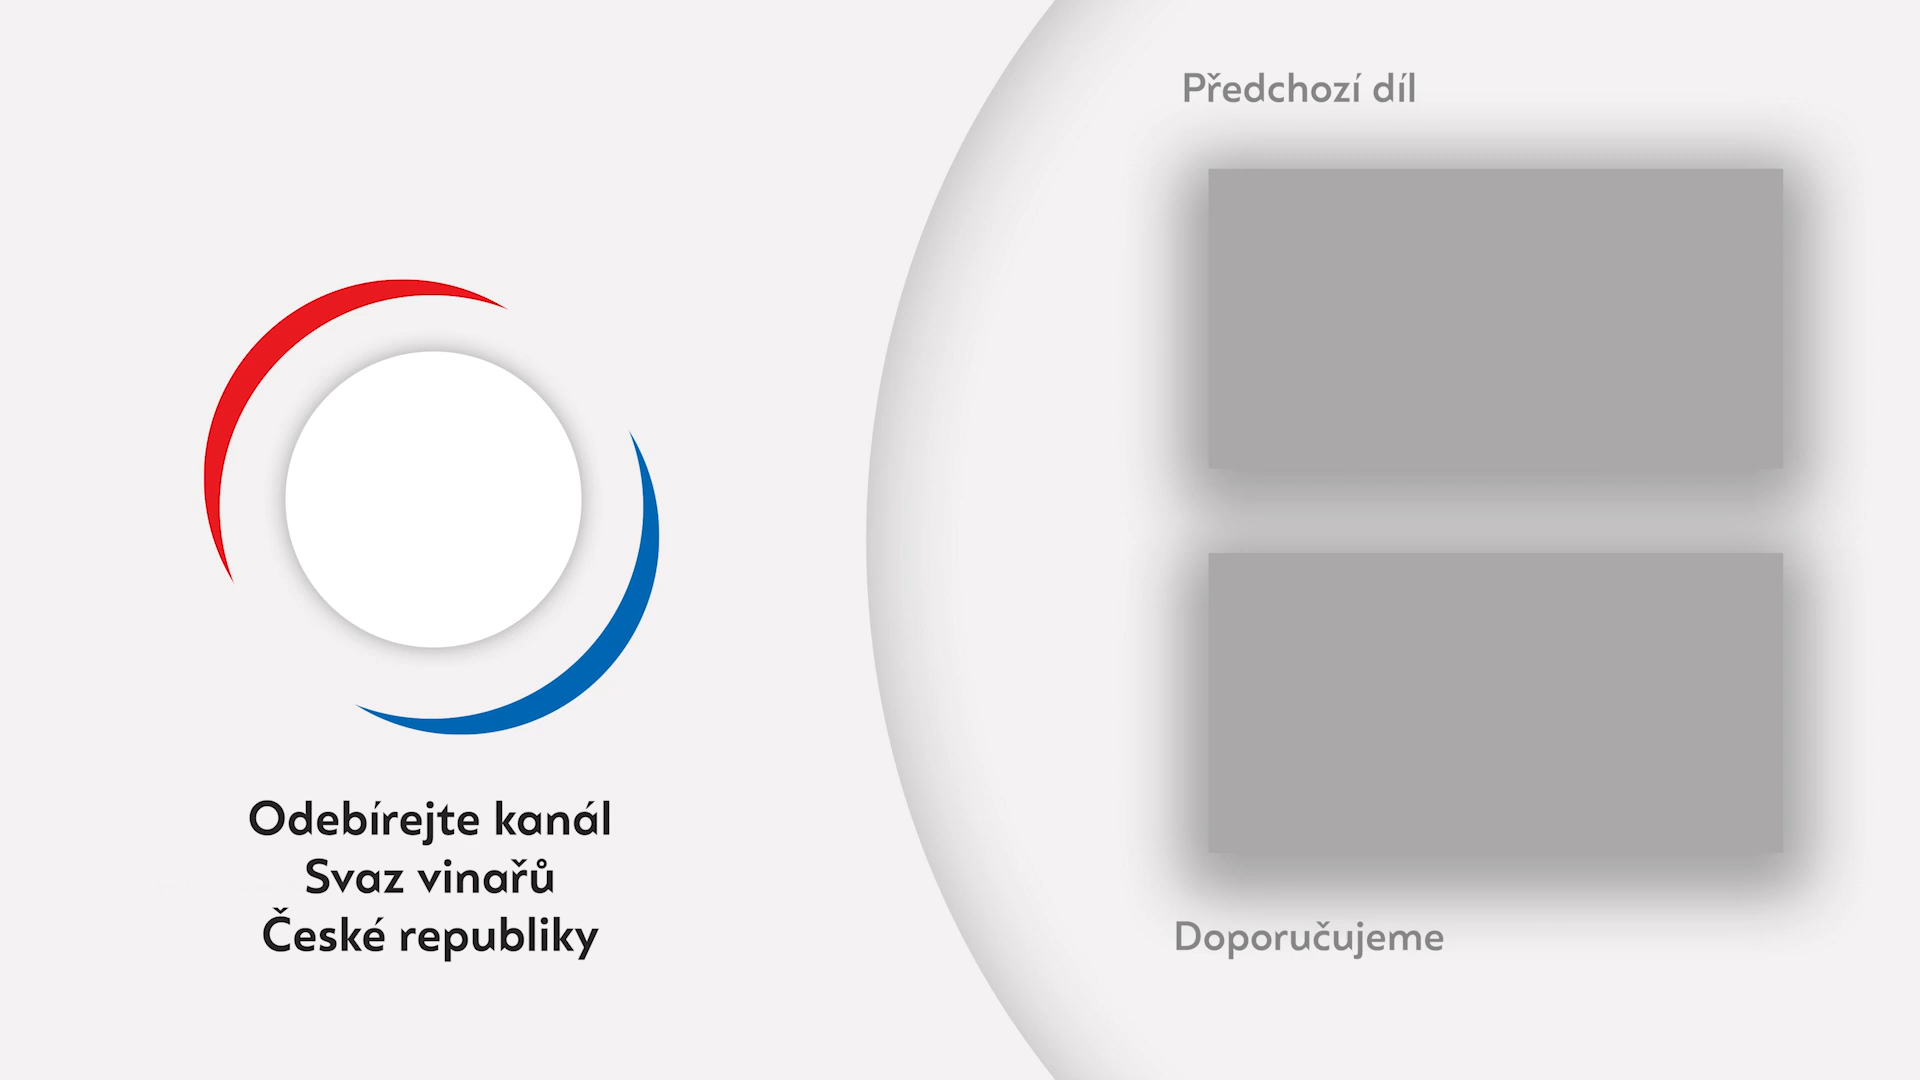 Odebírejte kanál
Svaz vinařů
České republiky
Předchozí díl
Doporučujeme